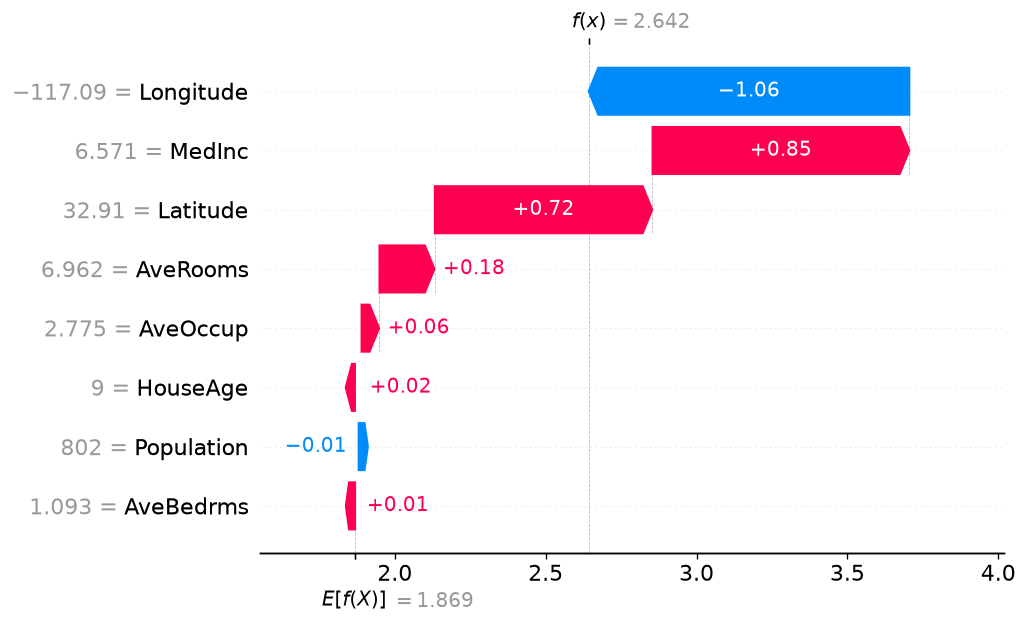 f(x) = 2.642
−117.09 = Longitude −1.06
6.571 = MedInc +0.85
32.91 = Latitude +0.72
6.962 = AveRooms +0.18
2.775 = AveOccup +0.06
9 = HouseAge +0.02
802 = Population −0.01
1.093 = AveBedrms +0.01
2.0 2.5 3.0 3.5 4.0
E[f(X)] = 1.869